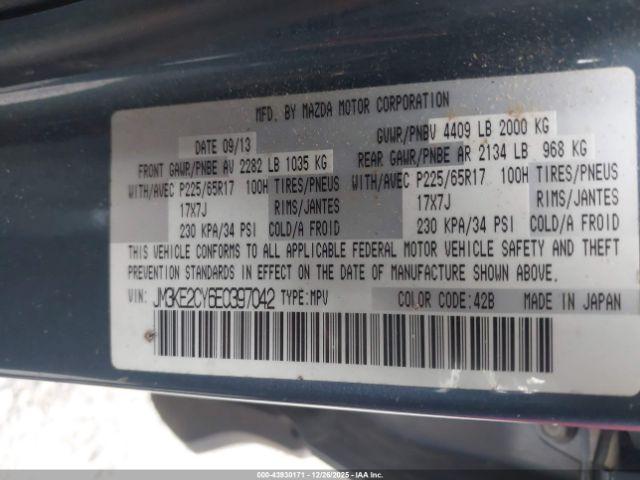 MFD. BY MAZDA MOTOR CORPORATION
DATE 09/13
GVWR/PNBV 4409 LB 2000 KG
FRONT GAWR/PNBE AV 2282 LB 1035 KG
REAR GAWR/PNBE AR 2134 LB 968 KG
WITH/AVEC P225/65R17 100H TIRES/PNEUS
WITH/AVEC P225/65R17 100H TIRES/PNEUS
17X7J RIMS/JANTES
17X7J RIMS/JANTES
230 KPA/34 PSI COLD/A FROID
230 KPA/34 PSI COLD/A FROID
THIS VEHICLE CONFORMS TO ALL APPLICABLE FEDERAL MOTOR VEHICLE SAFETY AND THEFT
PREVENTION STANDARDS IN EFFECT ON THE DATE OF MANUFACTURE SHOWN ABOVE.
VIN: JM3KE2CY6E0397042 TYPE:MPV COLOR CODE:42B MADE IN JAPAN
000-43930171 - 12/26/2025 - IAA Inc.